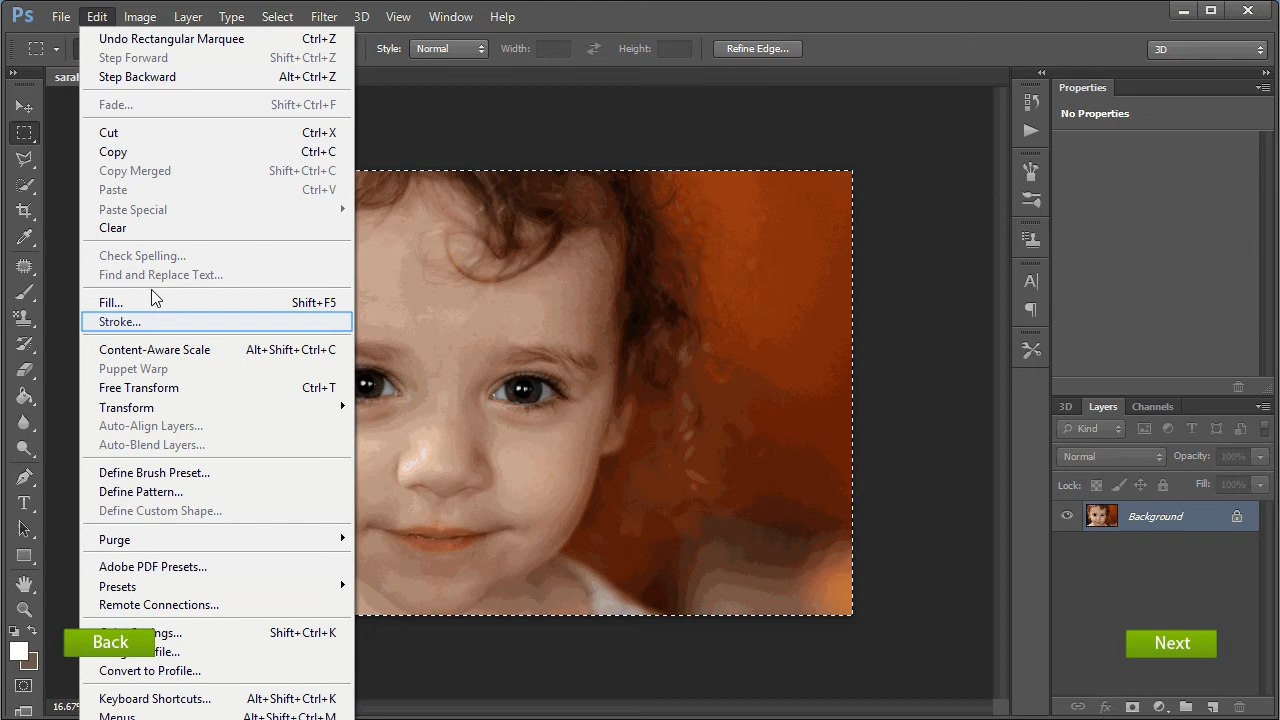 Ps File Edit Image Layer Type Select Filter 3D View Window Help
Style: Normal Width: Height: Refine Edge... 3D
Undo Rectangular Marquee Ctrl+Z
Step Forward Shift+Ctrl+Z
Step Backward Alt+Ctrl+Z
Fade... Shift+Ctrl+F
Cut Ctrl+X
Copy Ctrl+C
Copy Merged Shift+Ctrl+C
Paste Ctrl+V
Paste Special
Clear
Check Spelling...
Find and Replace Text...
Fill... Shift+F5
Stroke...
Content-Aware Scale Alt+Shift+Ctrl+C
Puppet Warp
Free Transform Ctrl+T
Transform
Auto-Align Layers...
Auto-Blend Layers...
Define Brush Preset...
Define Pattern...
Define Custom Shape...
Purge
Adobe PDF Presets...
Presets
Remote Connections...
Shift+Ctrl+K
Convert to Profile...
Keyboard Shortcuts... Alt+Shift+Ctrl+K
Menus... Alt+Shift+Ctrl+M
Back
16.67%
Properties
No Properties
3D Layers Channels
Kind
Normal Opacity: 100%
Lock: Fill: 100%
Background
Next